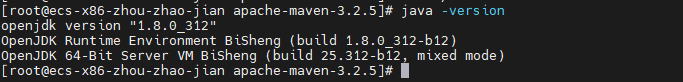 [root@ecs-x86-zhou-zhao-jian apache-maven-3.2.5]# java -version
openjdk version "1.8.0_312"
OpenJDK Runtime Environment BiSheng (build 1.8.0_312-b12)
OpenJDK 64-Bit Server VM BiSheng (build 25.312-b12, mixed mode)
[root@ecs-x86-zhou-zhao-jian apache-maven-3.2.5]#